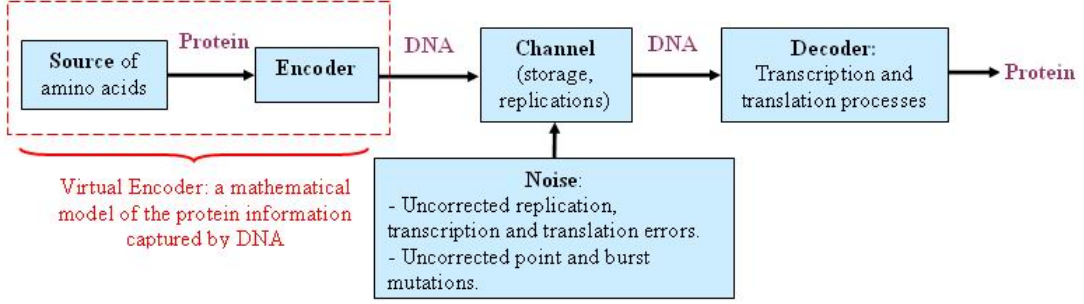 Source of
amino acids
Protein
Encoder
DNA
Channel
(storage,
replications)
DNA
Decoder:
Transcription and
translation processes
Protein
Virtual Encoder: a mathematical
model of the protein information
captured by DNA
Noise:
- Uncorrected replication,
transcription and translation errors.
- Uncorrected point and burst
mutations.